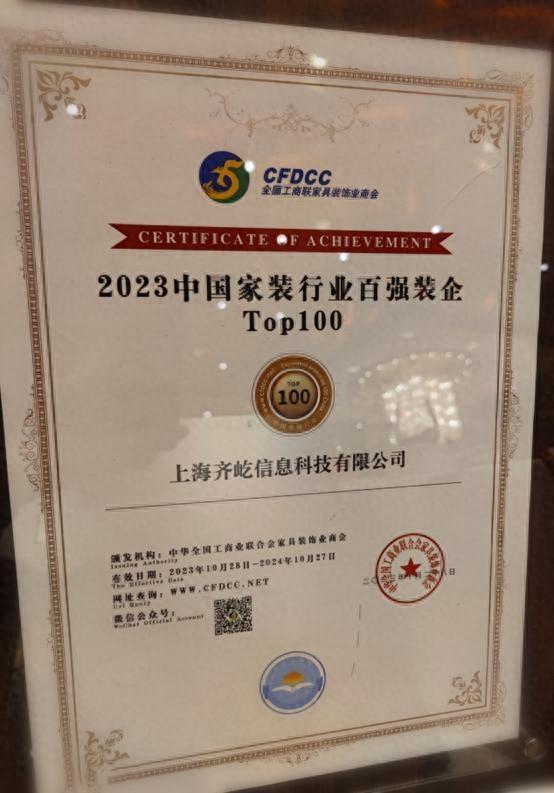 CFDCC
全国工商联家具装饰业商会
CERTIFICATE OF ACHIEVEMENT
2023中国家装行业百强装企
Top100
TOP
100
上海齐屹信息科技有限公司
颁发机构：中华全国工商业联合会家具装饰业商会
Issuing Authority
有效日期：2023年10月28日-2024年10月27日
The Effective Date
网址查询：WWW.CFDCC.NET
Url Query
微信公众号：
WeChat Official Account